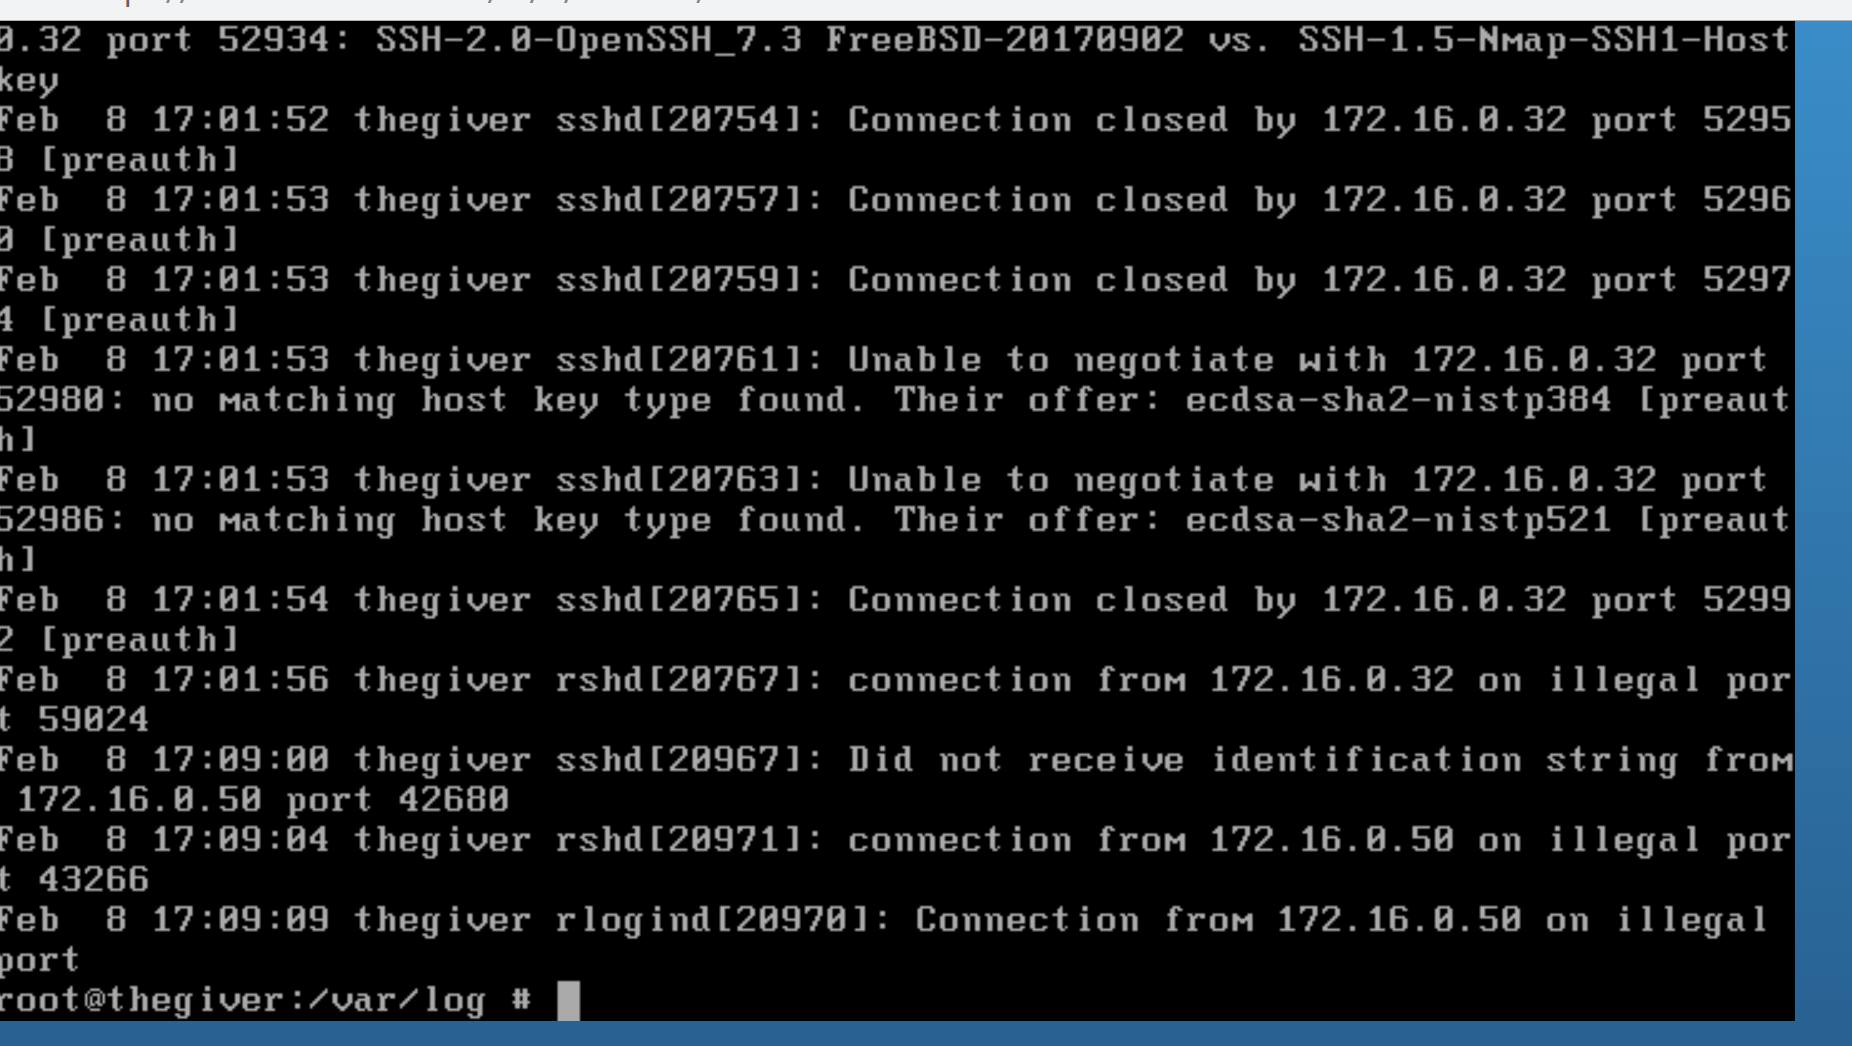 0.32 port 52934: SSH-2.0-OpenSSH_7.3 FreeBSD-20170902 vs. SSH-1.5-Nmap-SSH1-Host
key
Feb  8 17:01:52 thegiver sshd[20754]: Connection closed by 172.16.0.32 port 5295
8 [preauth]
Feb  8 17:01:53 thegiver sshd[20757]: Connection closed by 172.16.0.32 port 5296
0 [preauth]
Feb  8 17:01:53 thegiver sshd[20759]: Connection closed by 172.16.0.32 port 5297
4 [preauth]
Feb  8 17:01:53 thegiver sshd[20761]: Unable to negotiate with 172.16.0.32 port
52980: no matching host key type found. Their offer: ecdsa-sha2-nistp384 [preaut
h]
Feb  8 17:01:53 thegiver sshd[20763]: Unable to negotiate with 172.16.0.32 port
52986: no matching host key type found. Their offer: ecdsa-sha2-nistp521 [preaut
h]
Feb  8 17:01:54 thegiver sshd[20765]: Connection closed by 172.16.0.32 port 5299
2 [preauth]
Feb  8 17:01:56 thegiver rshd[20767]: connection from 172.16.0.32 on illegal por
t 59024
Feb  8 17:09:00 thegiver sshd[20967]: Did not receive identification string from
 172.16.0.50 port 42680
Feb  8 17:09:04 thegiver rshd[20971]: connection from 172.16.0.50 on illegal por
t 43266
Feb  8 17:09:09 thegiver rlogind[20970]: Connection from 172.16.0.50 on illegal
port
root@thegiver:/var/log #